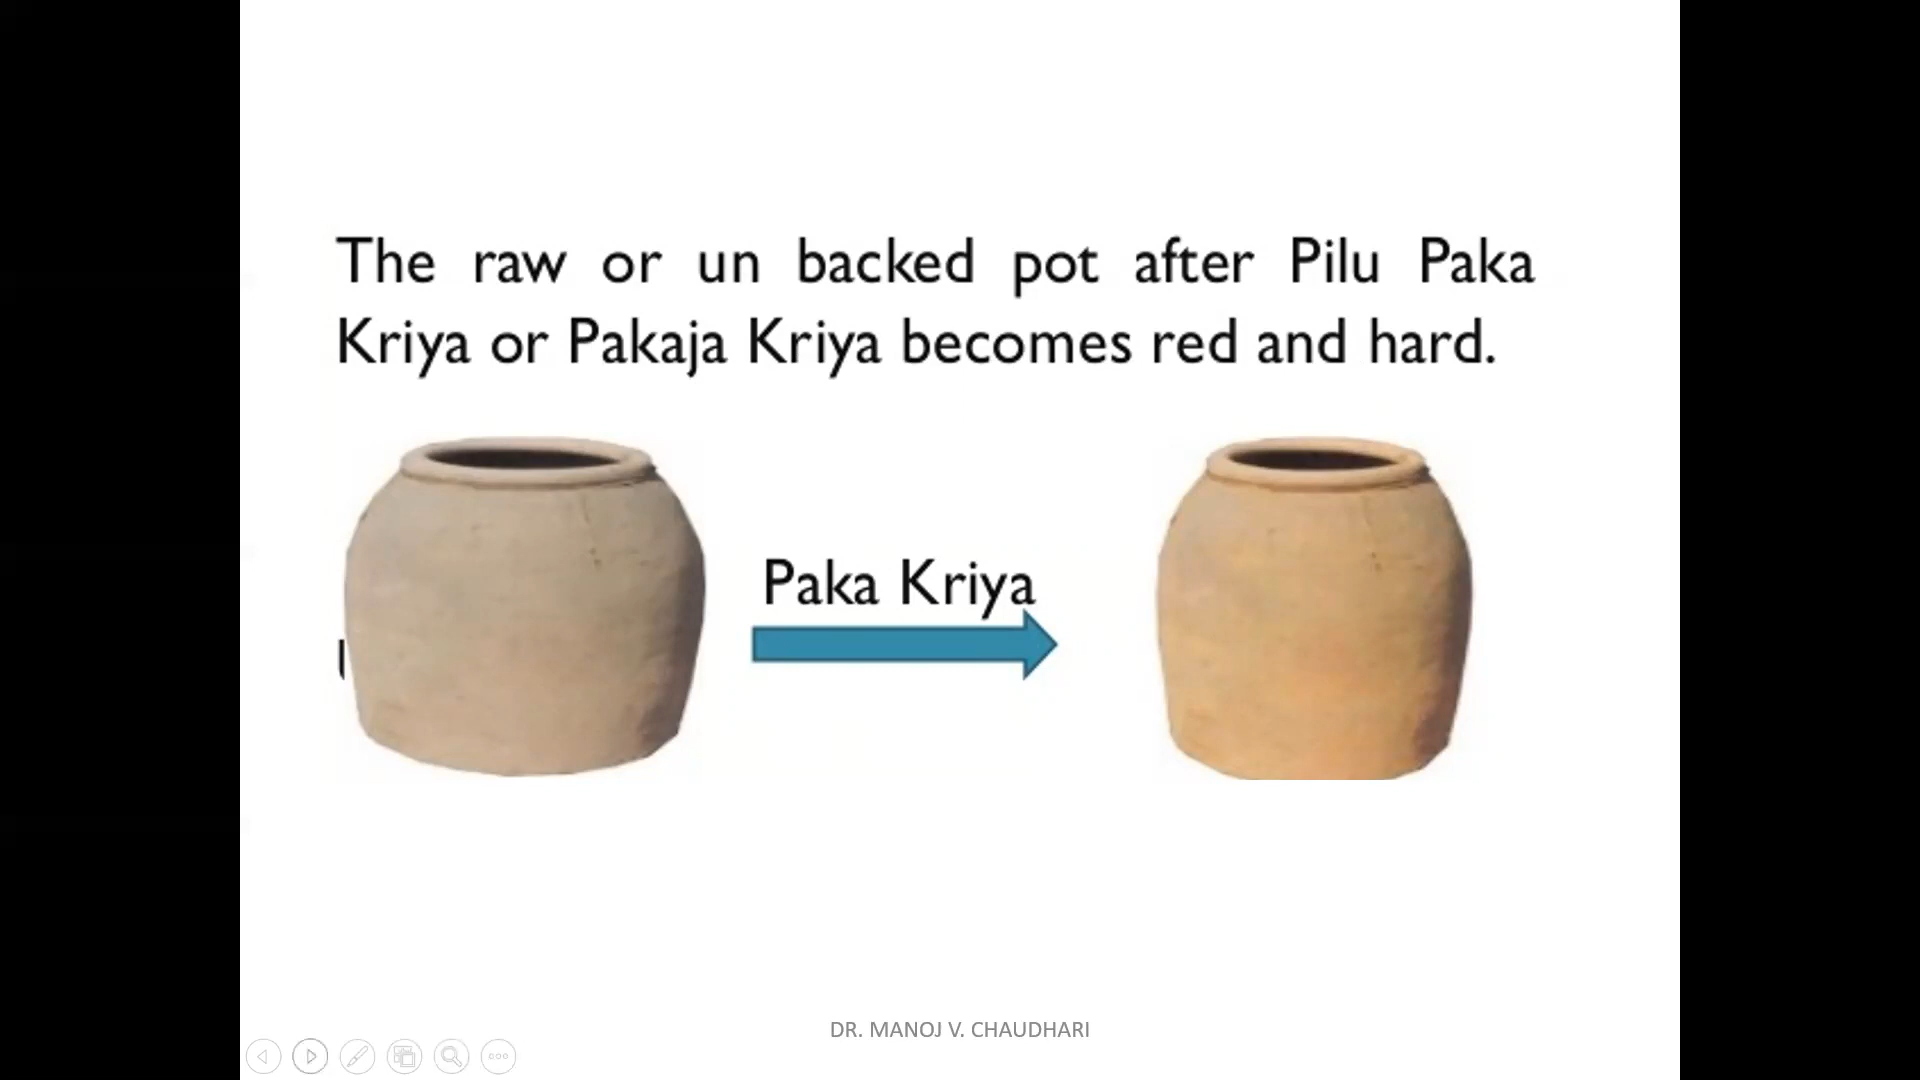 The raw or un backed pot after Pilu Paka
Kriya or Pakaja Kriya becomes red and hard.
Paka Kriya
DR. MANOJ V. CHAUDHARI